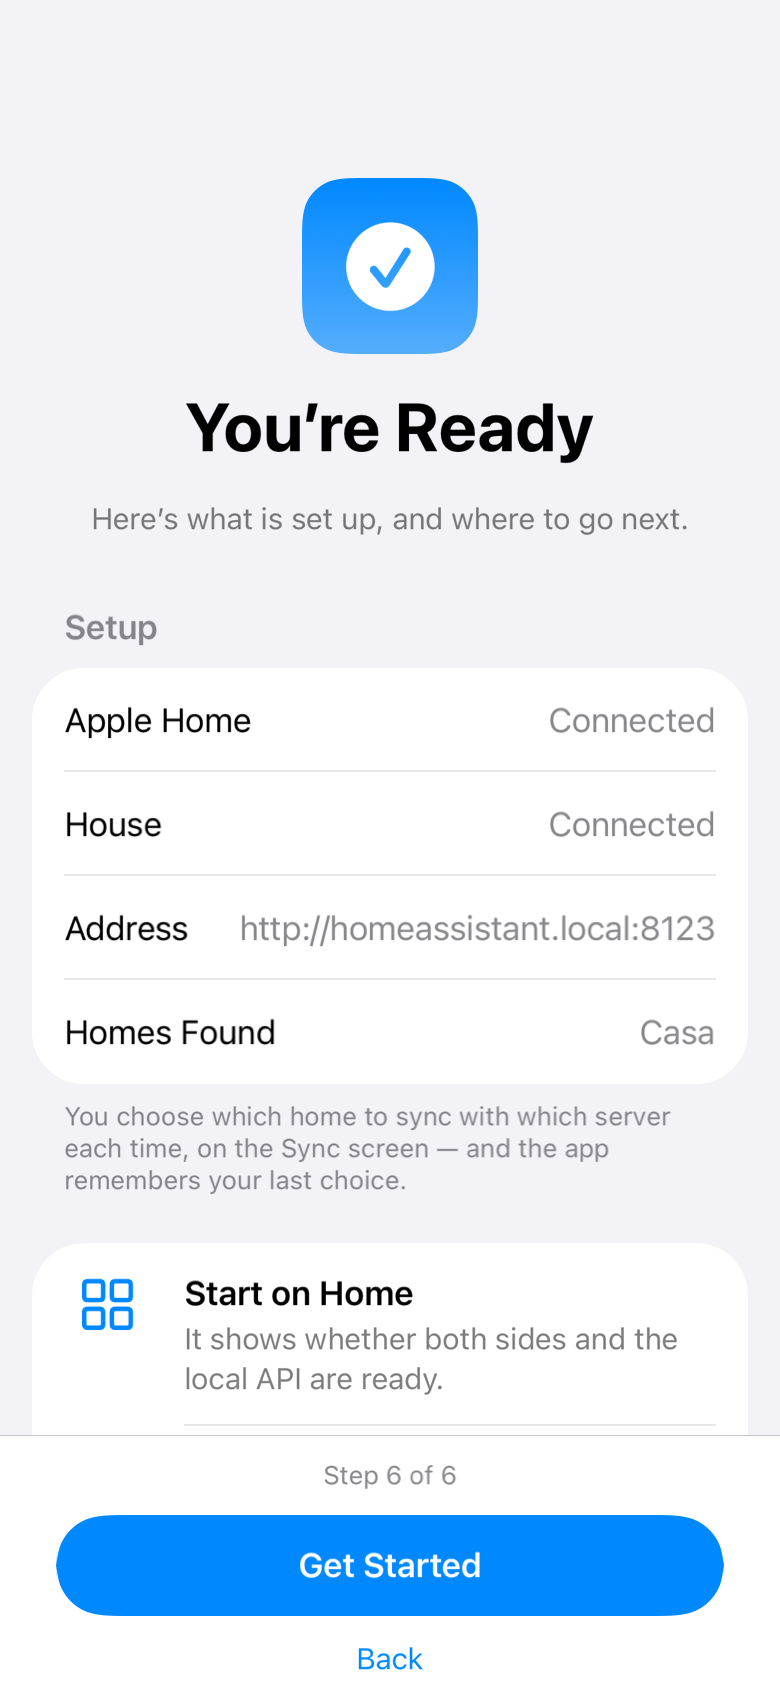 You’re Ready
Here’s what is set up, and where to go next.
Setup
Apple Home Connected
House Connected
Address http://homeassistant.local:8123
Homes Found Casa
You choose which home to sync with which server
each time, on the Sync screen — and the app
remembers your last choice.
Start on Home
It shows whether both sides and the
local API are ready.
Step 6 of 6
Get Started
Back